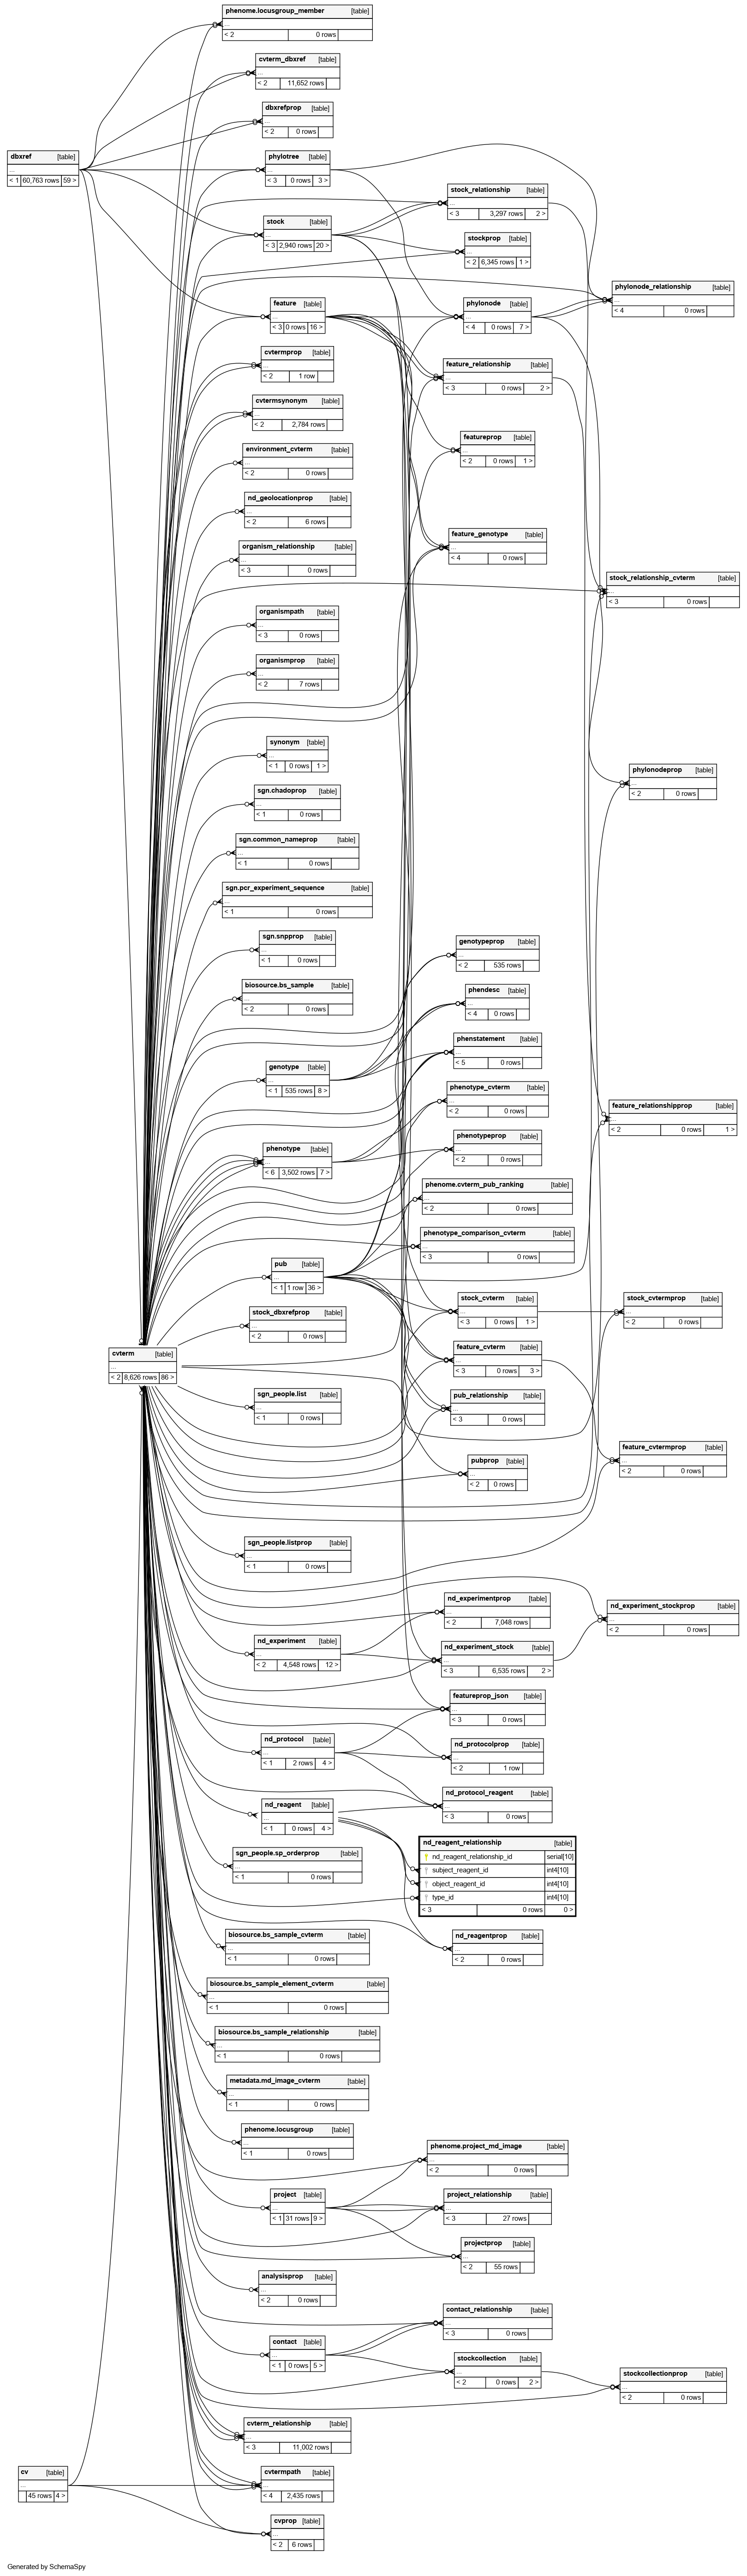 phenome.locusgroup_member [table]
...
< 2 0 rows
cvterm_dbxref [table]
...
< 2 11,652 rows
dbxrefprop [table]
...
< 2 0 rows
dbxref [table]
...
< 1 60,763 rows 59 >
phylotree [table]
...
< 3 0 rows 3 >
stock_relationship [table]
...
< 3 3,297 rows 2 >
stock [table]
...
< 3 2,940 rows 20 >
stockprop [table]
...
< 2 6,345 rows 1 >
phylonode_relationship [table]
...
< 4 0 rows
feature [table]
...
< 3 0 rows 16 >
phylonode [table]
...
< 4 0 rows 7 >
cvtermprop [table]
...
< 2 1 row
feature_relationship [table]
...
< 3 0 rows 2 >
cvtermsynonym [table]
...
< 2 2,784 rows
featureprop [table]
...
< 2 0 rows 1 >
environment_cvterm [table]
...
< 2 0 rows
nd_geolocationprop [table]
...
< 2 6 rows
feature_genotype [table]
...
< 4 0 rows
organism_relationship [table]
...
< 3 0 rows
stock_relationship_cvterm [table]
...
< 3 0 rows
organismpath [table]
...
< 3 0 rows
organismprop [table]
...
< 2 7 rows
synonym [table]
...
< 1 0 rows 1 >
phylonodeprop [table]
...
< 2 0 rows
sgn.chadoprop [table]
...
< 1 0 rows
sgn.common_nameprop [table]
...
< 1 0 rows
sgn.pcr_experiment_sequence [table]
...
< 1 0 rows
sgn.snpprop [table]
...
< 1 0 rows
genotypeprop [table]
...
< 2 535 rows
biosource.bs_sample [table]
...
< 2 0 rows
phendesc [table]
...
< 4 0 rows
phenstatement [table]
...
< 5 0 rows
genotype [table]
...
< 1 535 rows 8 >
phenotype_cvterm [table]
...
< 2 0 rows
feature_relationshipprop [table]
...
< 2 0 rows 1 >
phenotype [table]
...
< 6 3,502 rows 7 >
phenotypeprop [table]
...
< 2 0 rows
phenome.cvterm_pub_ranking [table]
...
< 2 0 rows
phenotype_comparison_cvterm [table]
...
< 3 0 rows
pub [table]
...
< 1 1 row 36 >
stock_cvterm [table]
...
< 3 0 rows 1 >
stock_cvtermprop [table]
...
< 2 0 rows
stock_dbxrefprop [table]
...
< 2 0 rows
cvterm [table]
...
< 2 8,626 rows 86 >
feature_cvterm [table]
...
< 3 0 rows 3 >
sgn_people.list [table]
...
< 1 0 rows
pub_relationship [table]
...
< 3 0 rows
feature_cvtermprop [table]
...
< 2 0 rows
pubprop [table]
...
< 2 0 rows
sgn_people.listprop [table]
...
< 1 0 rows
nd_experimentprop [table]
...
< 2 7,048 rows
nd_experiment_stockprop [table]
...
< 2 0 rows
nd_experiment [table]
...
< 2 4,548 rows 12 >
nd_experiment_stock [table]
...
< 3 6,535 rows 2 >
featureprop_json [table]
...
< 3 0 rows
nd_protocol [table]
...
< 1 2 rows 4 >
nd_protocolprop [table]
...
< 2 1 row
nd_reagent [table]
...
< 1 0 rows 4 >
nd_protocol_reagent [table]
...
< 3 0 rows
nd_reagent_relationship [table]
nd_reagent_relationship_id serial[10]
subject_reagent_id int4[10]
object_reagent_id int4[10]
type_id int4[10]
< 3 0 rows 0 >
sgn_people.sp_orderprop [table]
...
< 1 0 rows
biosource.bs_sample_cvterm [table]
...
< 1 0 rows
nd_reagentprop [table]
...
< 2 0 rows
biosource.bs_sample_element_cvterm [table]
...
< 1 0 rows
biosource.bs_sample_relationship [table]
...
< 1 0 rows
metadata.md_image_cvterm [table]
...
< 1 0 rows
phenome.locusgroup [table]
...
< 1 0 rows
phenome.project_md_image [table]
...
< 2 0 rows
project [table]
...
< 1 31 rows 9 >
project_relationship [table]
...
< 3 27 rows
projectprop [table]
...
< 2 55 rows
analysisprop [table]
...
< 2 0 rows
contact_relationship [table]
...
< 3 0 rows
contact [table]
...
< 1 0 rows 5 >
stockcollection [table]
...
< 2 0 rows 2 >
stockcollectionprop [table]
...
< 2 0 rows
cvterm_relationship [table]
...
< 3 11,002 rows
cv [table]
...
45 rows 4 >
cvtermpath [table]
...
< 4 2,435 rows
cvprop [table]
...
< 2 6 rows
Generated by SchemaSpy